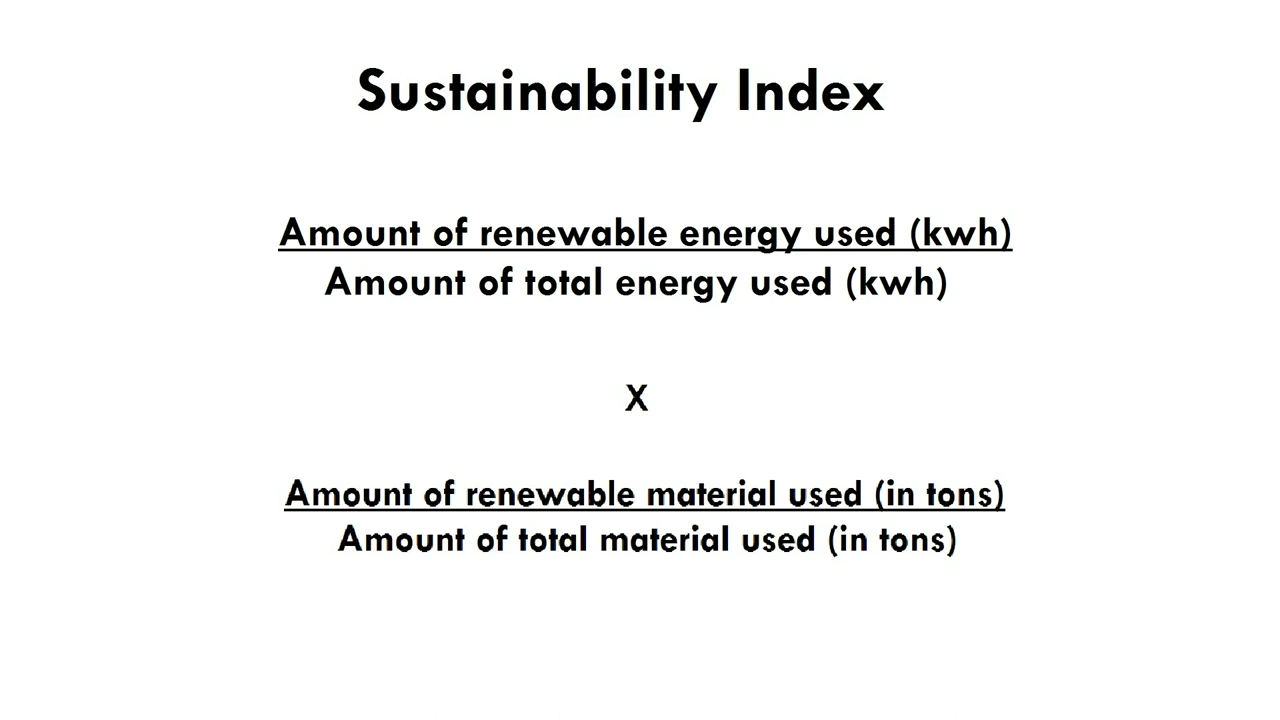 Sustainability Index
Amount of renewable energy used (kwh)
Amount of total energy used (kwh)
X
Amount of renewable material used (in tons)
Amount of total material used (in tons)